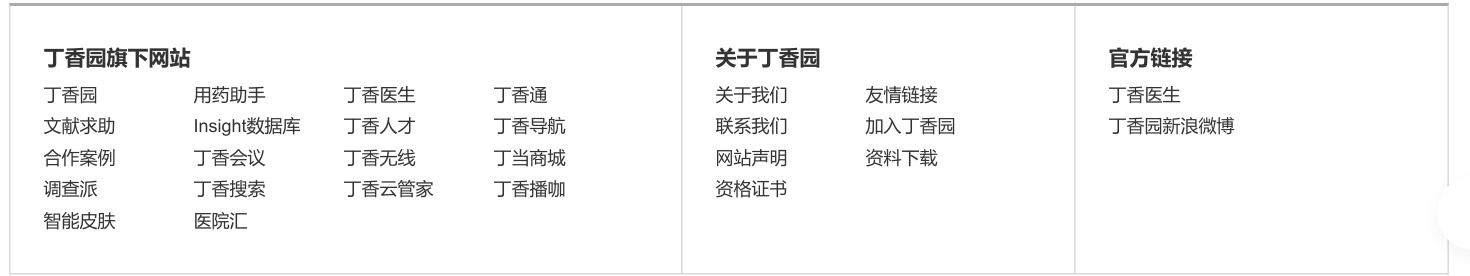 丁香园旗下网站
丁香园 用药助手 丁香医生 丁香通
文献求助 Insight数据库 丁香人才 丁香导航
合作案例 丁香会议 丁香无线 丁当商城
调查派 丁香搜索 丁香云管家 丁香播咖
智能皮肤 医院汇
关于丁香园
关于我们 友情链接
联系我们 加入丁香园
网站声明 资料下载
资格证书
官方链接
丁香医生
丁香园新浪微博